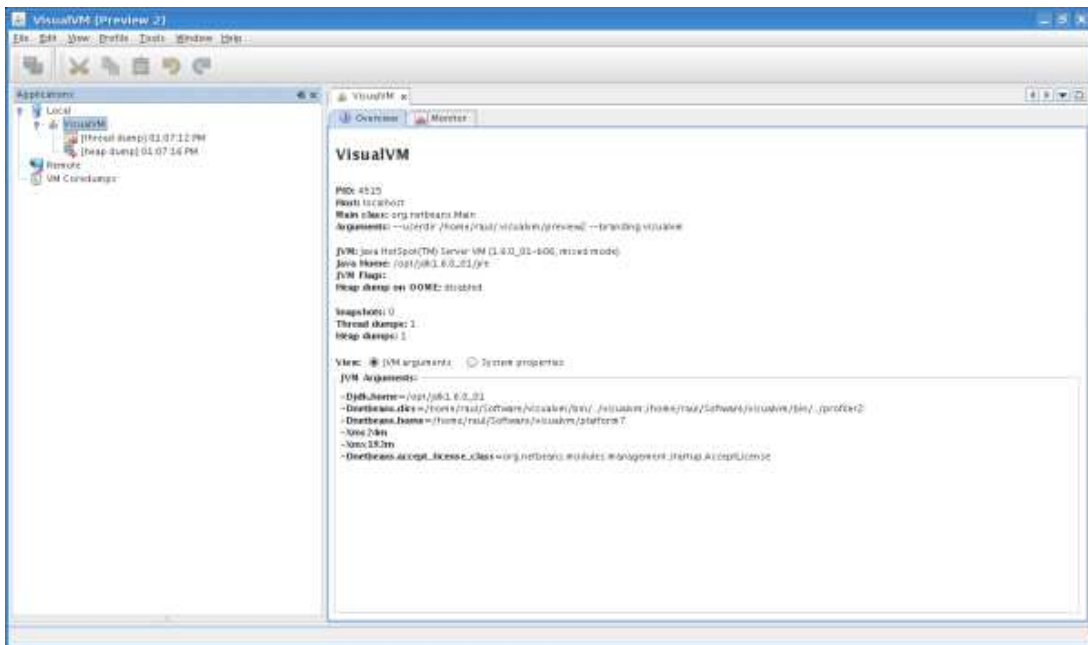 VisualVM (Preview 2)
File Edit View Profile Tools Window Help
Applications
Local
VisualVM
[thread dump] 01:07:12 PM
[heap dump] 01:07:16 PM
Remote
VM Coredumps
VisualVM
Overview Monitor
VisualVM
PID: 4515
Host: localhost
Main class: org.netbeans.Main
Arguments: --userdir /home/raul/.visualvm/preview2 --branding visualvm
JVM: Java HotSpot(TM) Server VM (1.6.0_01-b06, mixed mode)
Java Home: /opt/jdk1.6.0_01/jre
JVM Flags:
Heap dump on OOME: disabled
Snapshots: 0
Thread dumps: 1
Heap dumps: 1
View: JVM arguments System properties
JVM Arguments:
-Djdk.home=/opt/jdk1.6.0_01
-Dnetbeans.dirs=/home/raul/Software/visualvm/bin/../visualvm:/home/raul/Software/visualvm/bin/../profiler2:
-Dnetbeans.home=/home/raul/Software/visualvm/platform7
-Xms24m
-Xmx192m
-Dnetbeans.accept_license_class=org.netbeans.modules.management.startup.AcceptLicense